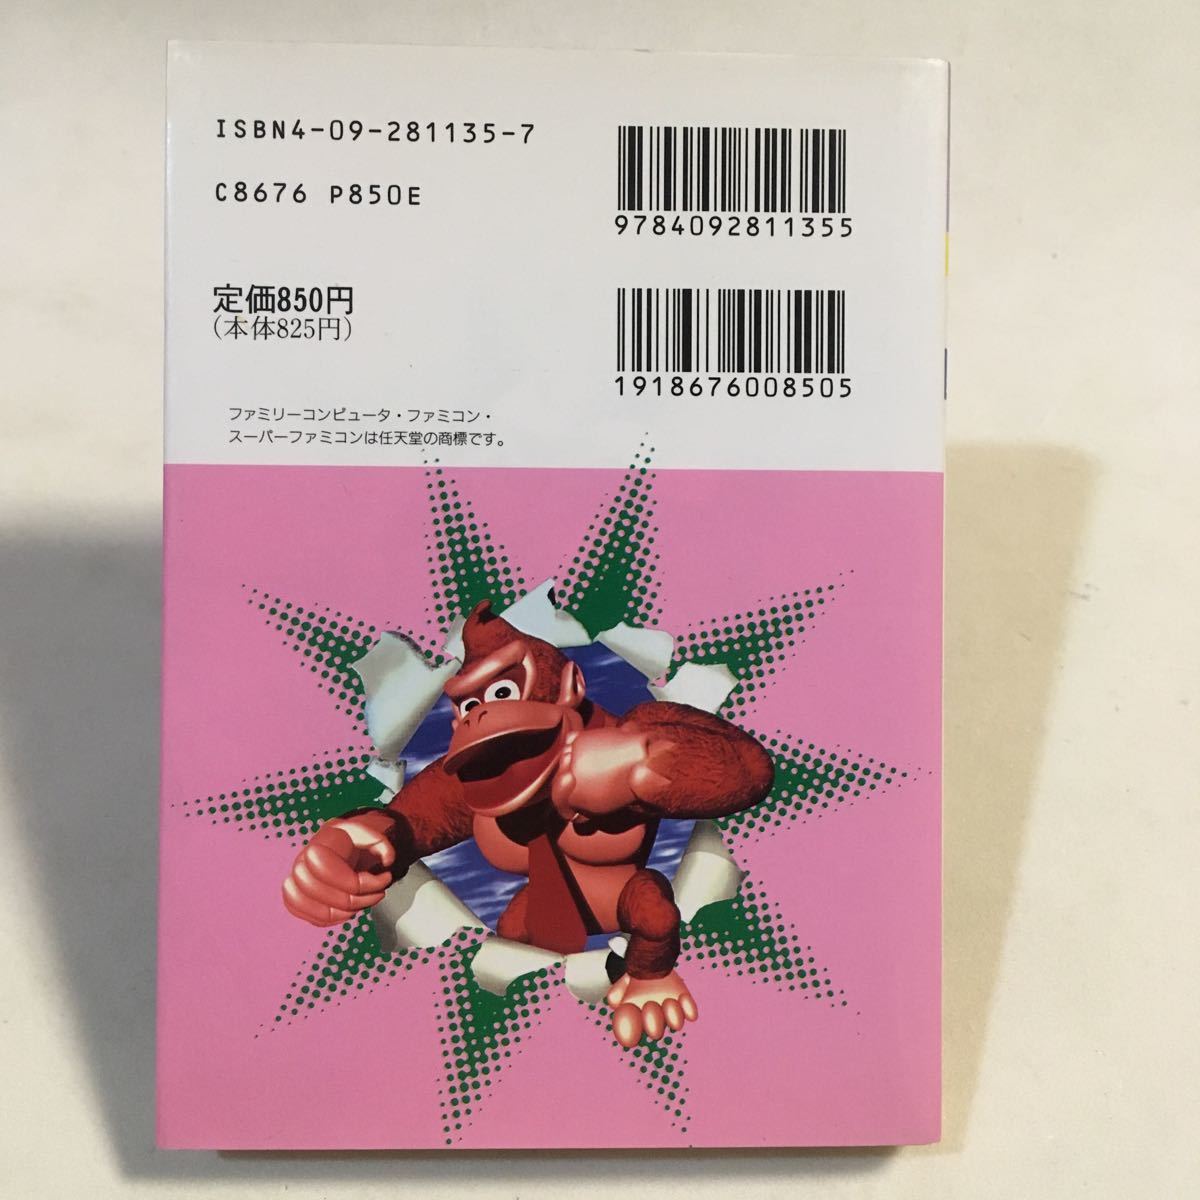 ISBN4-09-281135-7
C8676 P850E
9784092811355
定価850円
(本体825円)
1918676008505
ファミリーコンピュータ・ファミコン・
スーパーファミコンは任天堂の商標です。